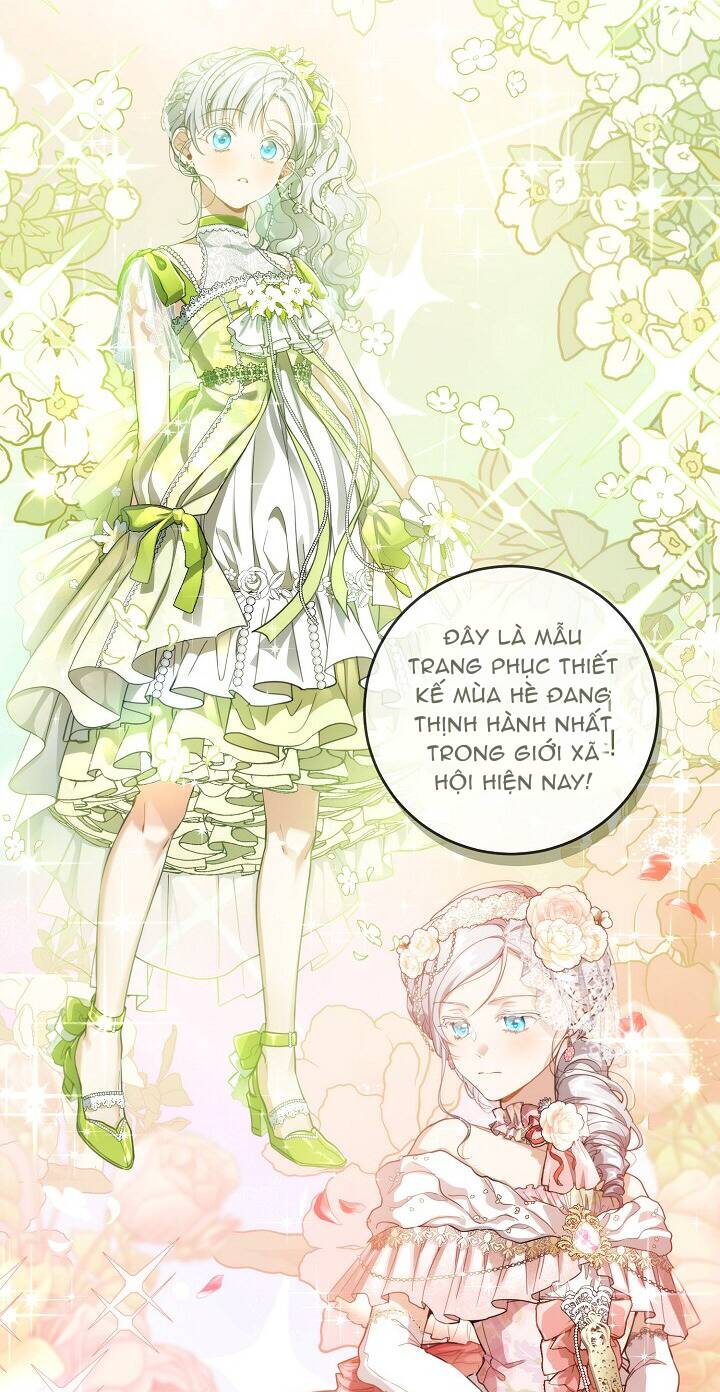 ĐÂY LÀ MẪU
TRANG PHỤC THIẾT
KẾ MÙA HÈ ĐANG
THỊNH HÀNH NHẤT
TRONG GIỚI XÃ
HỘI HIỆN NAY!